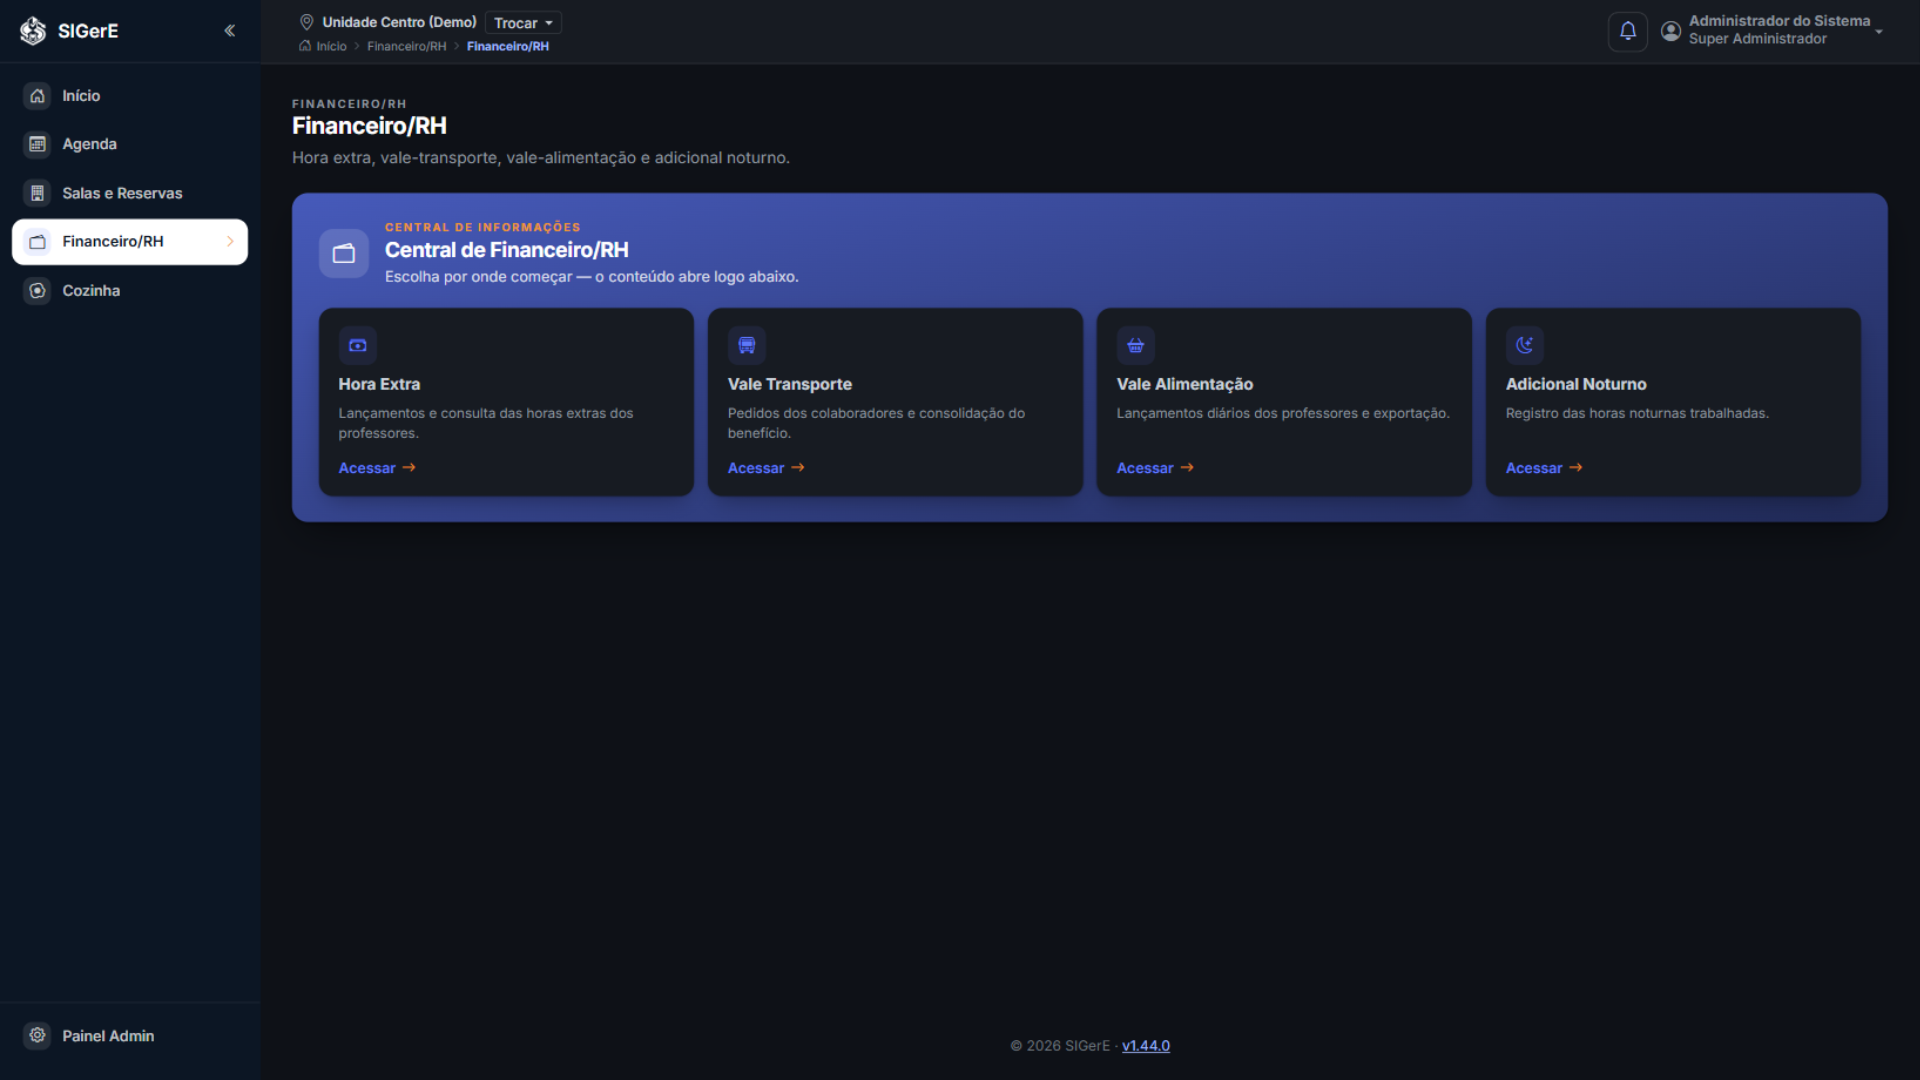 SIGerE
Início
Agenda
Salas e Reservas
Financeiro/RH
Cozinha
Painel Admin
Unidade Centro (Demo) Trocar
Início > Financeiro/RH > Financeiro/RH
Administrador do Sistema
Super Administrador
FINANCEIRO/RH
Financeiro/RH
Hora extra, vale-transporte, vale-alimentação e adicional noturno.
CENTRAL DE INFORMAÇÕES
Central de Financeiro/RH
Escolha por onde começar — o conteúdo abre logo abaixo.
Hora Extra
Lançamentos e consulta das horas extras dos
professores.
Acessar →
Vale Transporte
Pedidos dos colaboradores e consolidação do
benefício.
Acessar →
Vale Alimentação
Lançamentos diários dos professores e exportação.
Acessar →
Adicional Noturno
Registro das horas noturnas trabalhadas.
Acessar →
© 2026 SIGerE · v1.44.0